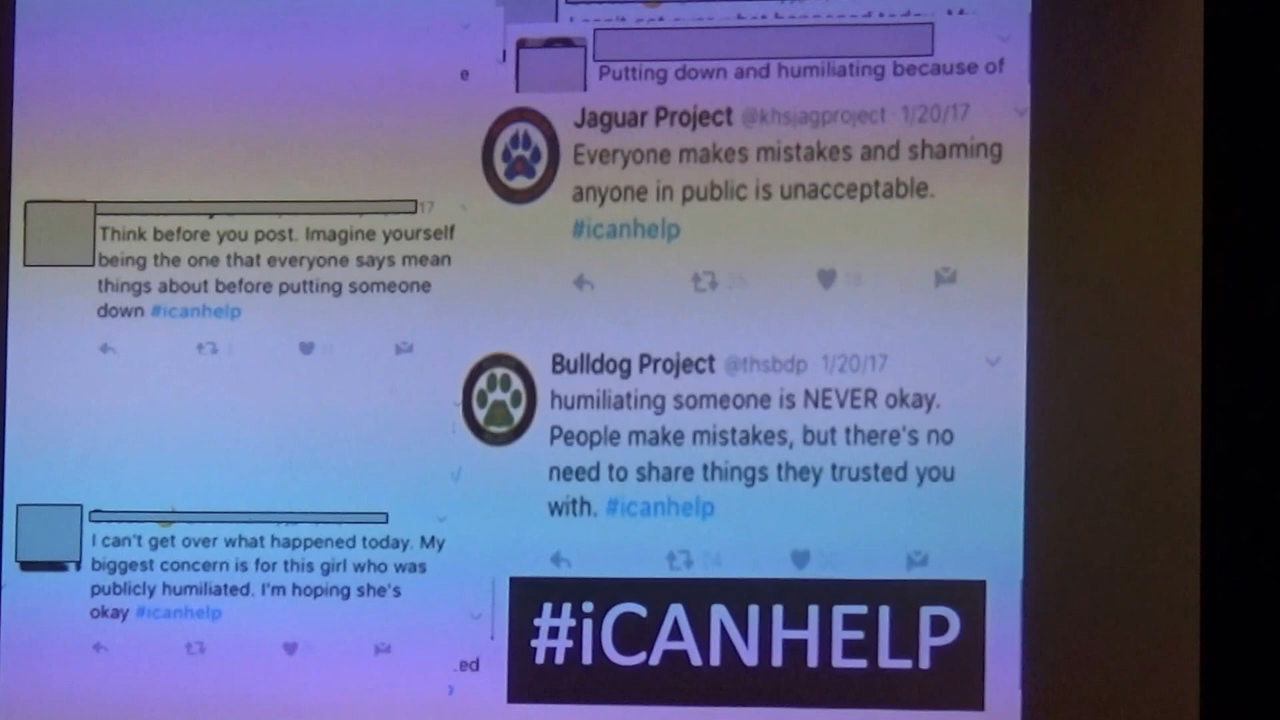 e
Think before you post. Imagine yourself
being the one that everyone says mean
things about before putting someone
down #icanhelp
I can't get over what happened today. My
biggest concern is for this girl who was
publicly humiliated. I'm hoping she's
okay #icanhelp
ed
Putting down and humiliating because of
Jaguar Project @khsjagproject 1/20/17
Everyone makes mistakes and shaming
anyone in public is unacceptable.
#icanhelp
Bulldog Project @thsbdp 1/20/17
humiliating someone is NEVER okay.
People make mistakes, but there's no
need to share things they trusted you
with. #icanhelp
#iCANHELP